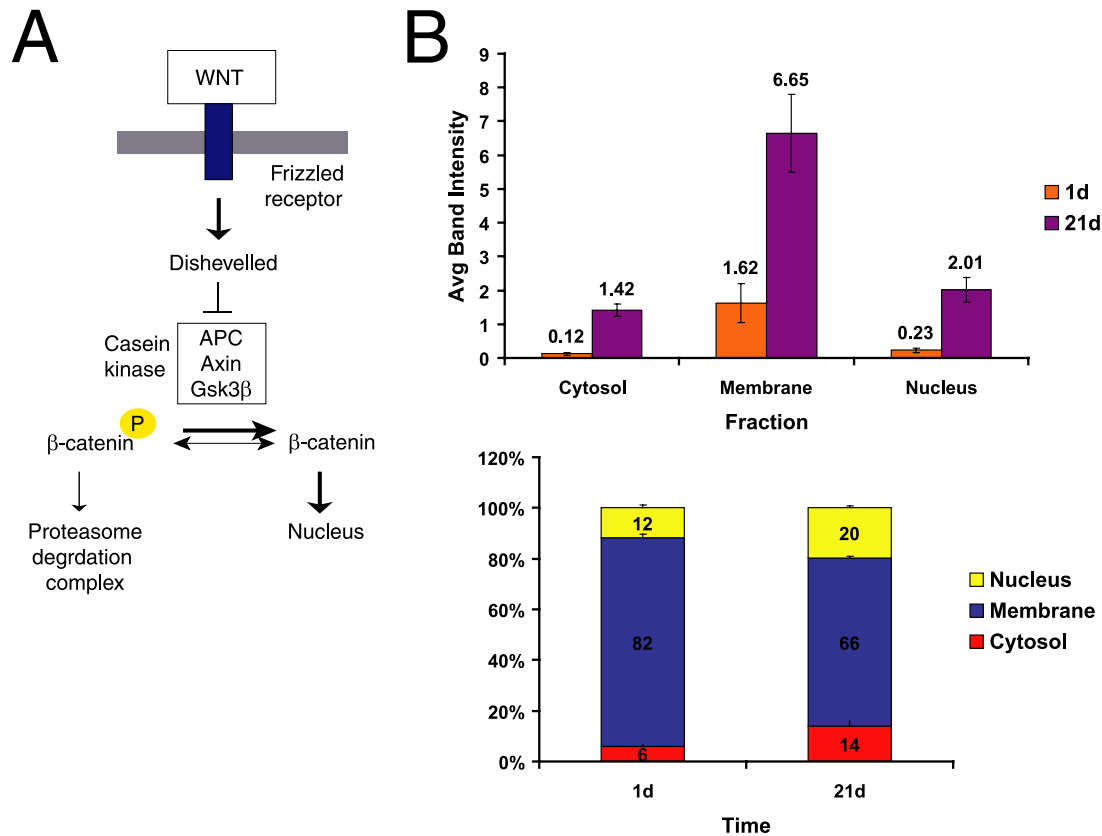 A
WNT
Frizzled
receptor
Dishevelled
Casein
kinase
APC
Axin
Gsk3β
P
β-catenin
β-catenin
Proteasome
degrdation
complex
Nucleus
B
Avg Band Intensity
9
8
7
6
5
4
3
2
1
0
0.12
1.42
1.62
6.65
0.23
2.01
Cytosol
Membrane
Nucleus
Fraction
1d
21d
120%
100%
80%
60%
40%
20%
0%
12
82
6
20
66
14
1d
21d
Time
Nucleus
Membrane
Cytosol